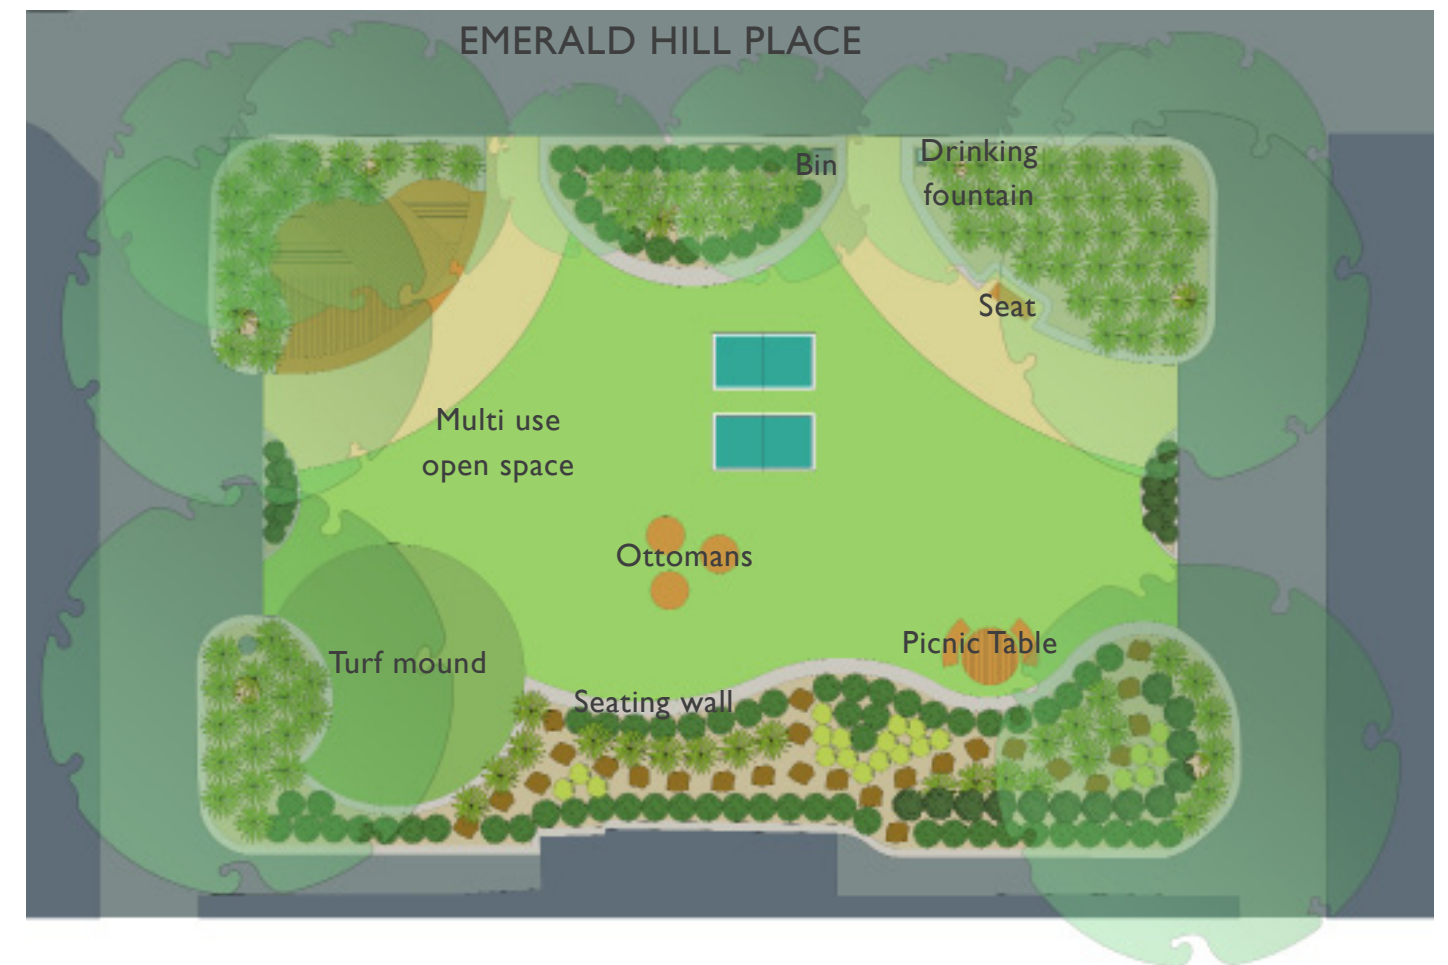 EMERALD HILL PLACE
Bin
Drinking
fountain
Seat
Multi use
open space
Ottomans
Picnic Table
Turf mound
Seating wall